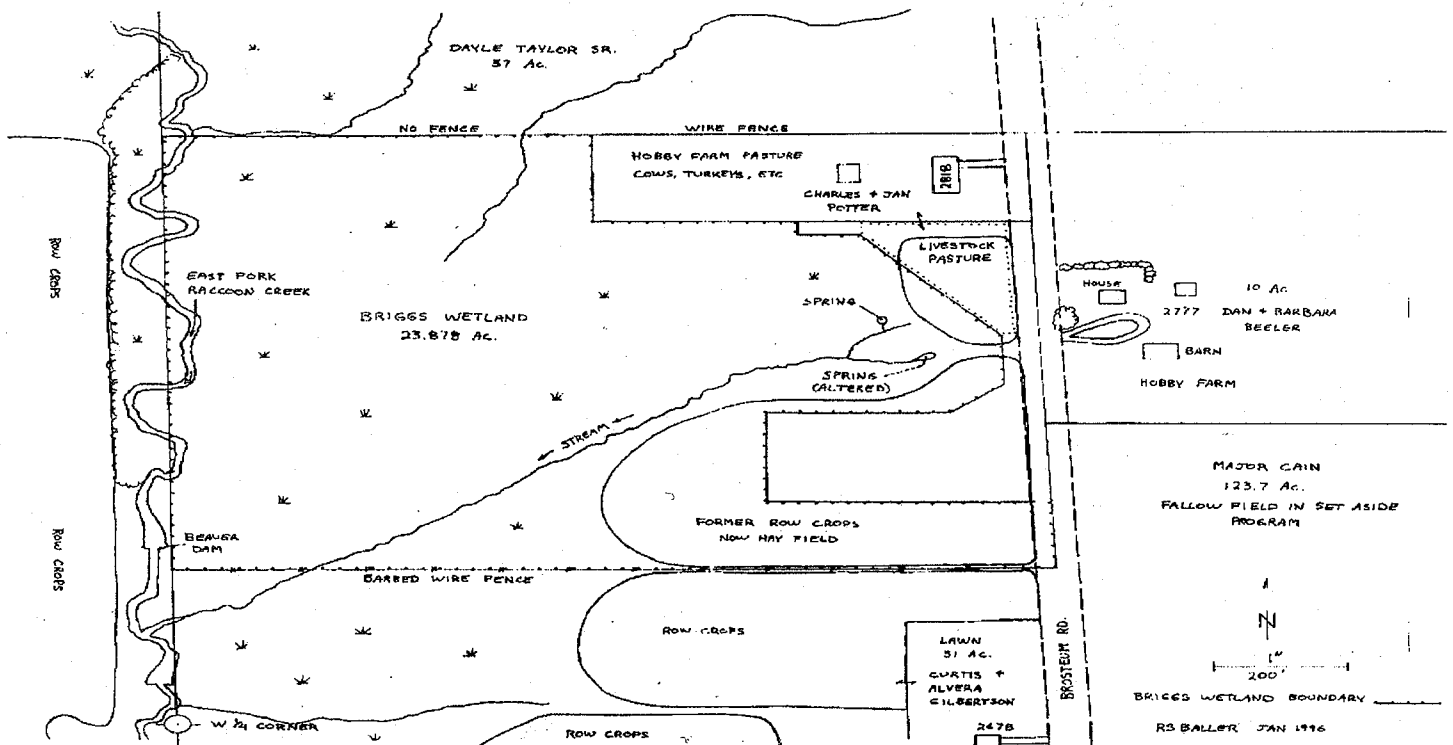 DAYLE TAYLOR SR.
37 AC.
NO FENCE
WIRE FENCE
HOBBY FARM PASTURE
COWS, TURKEYS, ETC
2818
CHARLES + JAN
POTTER
LIVESTOCK
PASTURE
ROW CROPS
EAST FORK
RACCOON CREEK
BRIGGS WETLAND
23.878 AC.
SPRING
SPRING
(ALTERED)
STREAM
HOUSE
2777
10 AC
DAN + BARBARA
BEELER
BARN
HOBBY FARM
MAJOR CAIN
123.7 AC.
FALLOW FIELD IN SET ASIDE
PROGRAM
FORMER ROW CROPS
NOW HAY FIELD
ROW CROPS
BEAVER
DAM
BARBED WIRE FENCE
ROW CROPS
LAWN
51 AC.
CURTIS +
ALVERA
GILBERTSON
2678
BROSTEUM RD.
N
1"
200'
BRIGGS WETLAND BOUNDARY
RS BALLER JAN 1996
W 1/4 CORNER
ROW CROPS